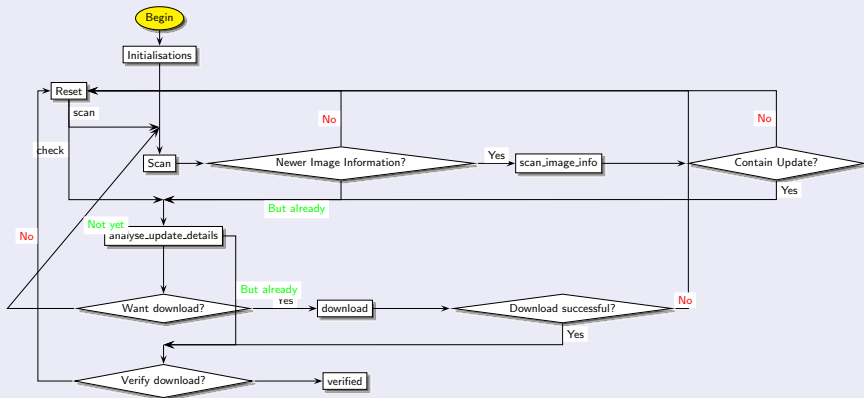 Begin
Initialisations
Reset
scan
No
No
check
Scan
Newer Image Information?
Yes
scan_image_info
Contain Update?
Yes
But already
Not yet
analyse_update_details
No
But already
Yes
No
Want download?
download
Download successful?
Yes
Verify download?
verified